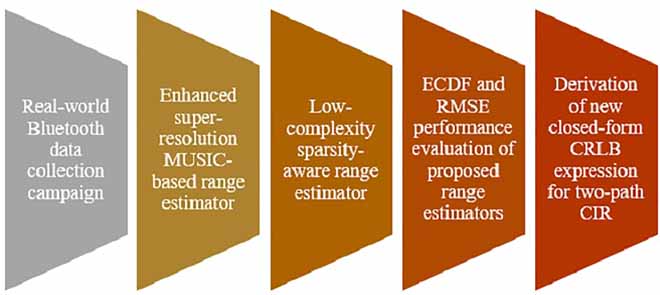 Real-world
Bluetooth
data
collection
campaign
Enhanced
super-
resolution
MUSIC-
based range
estimator
Low-
complexity
sparsity-
aware range
estimator
ECDF and
RMSE
performance
evaluation of
proposed
range
estimators
Derivation
of new
closed-form
CRLB
expression
for two-path
CIR